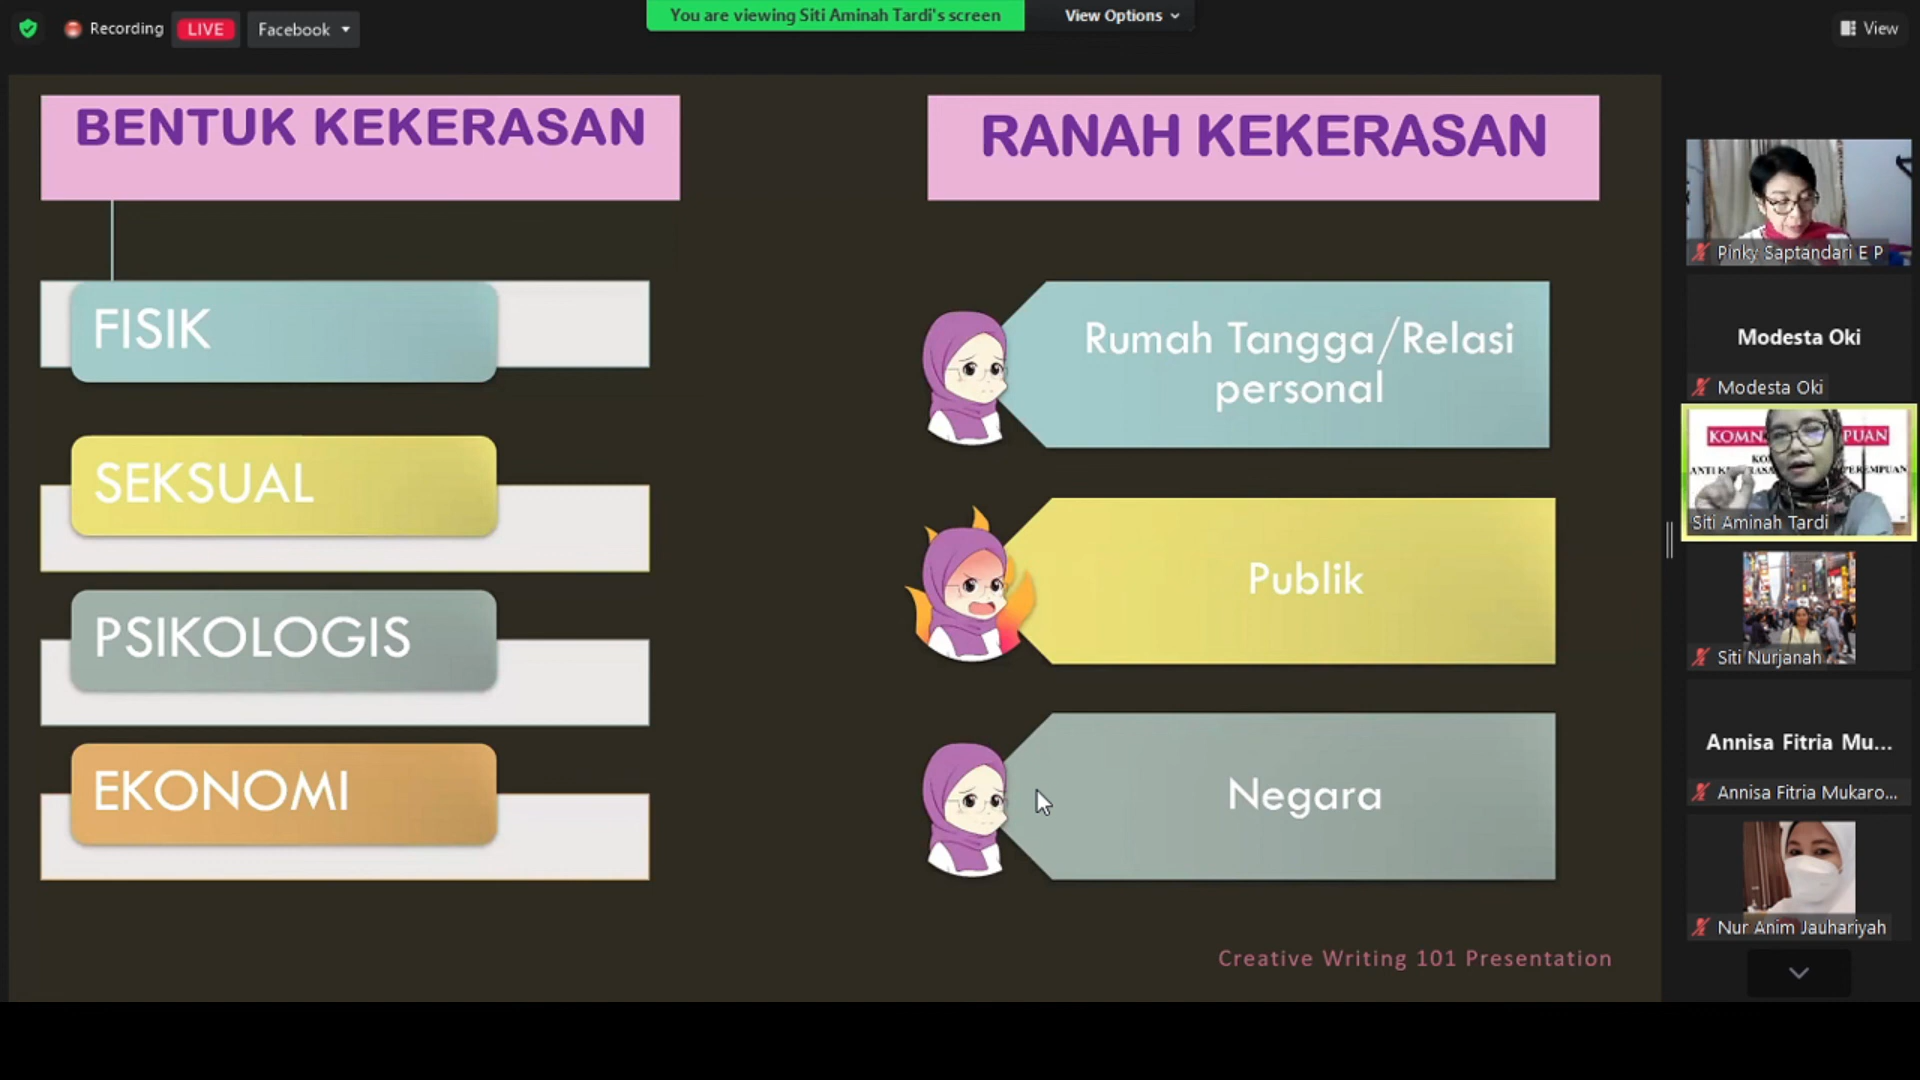 Recording
LIVE
Facebook
You are viewing Siti Aminah Tardi's screen
View Options
View
BENTUK KEKERASAN
FISIK
SEKSUAL
PSIKOLOGIS
EKONOMI
RANAH KEKERASAN
Rumah Tangga/Relasi
personal
Publik
Negara
Creative Writing 101 Presentation
Pinky Saptandari E P
Modesta Oki
Modesta Oki
KOMN PUAN
Siti Aminah Tardi
Siti Nurjanah
Annisa Fitria Mu...
Annisa Fitria Mukaro...
Nur Anim Jauhariyah